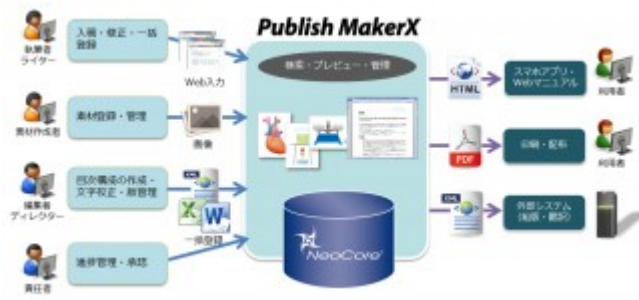 Publish MakerX
執筆者
ライター
入稿・修正・一括
登録
Web入力
検索・プレビュー・管理
HTML
スマホアプリ・
Webマニュアル
利用者
素材作成者
素材登録・管理
画像
PDF
印刷・配布
利用者
編集者
ディレクター
目次構成の作成・
文字校正・版管理
XML
一括登録
NeoCore
XML
外部システム
(組版・翻訳)
責任者
進捗管理・承認